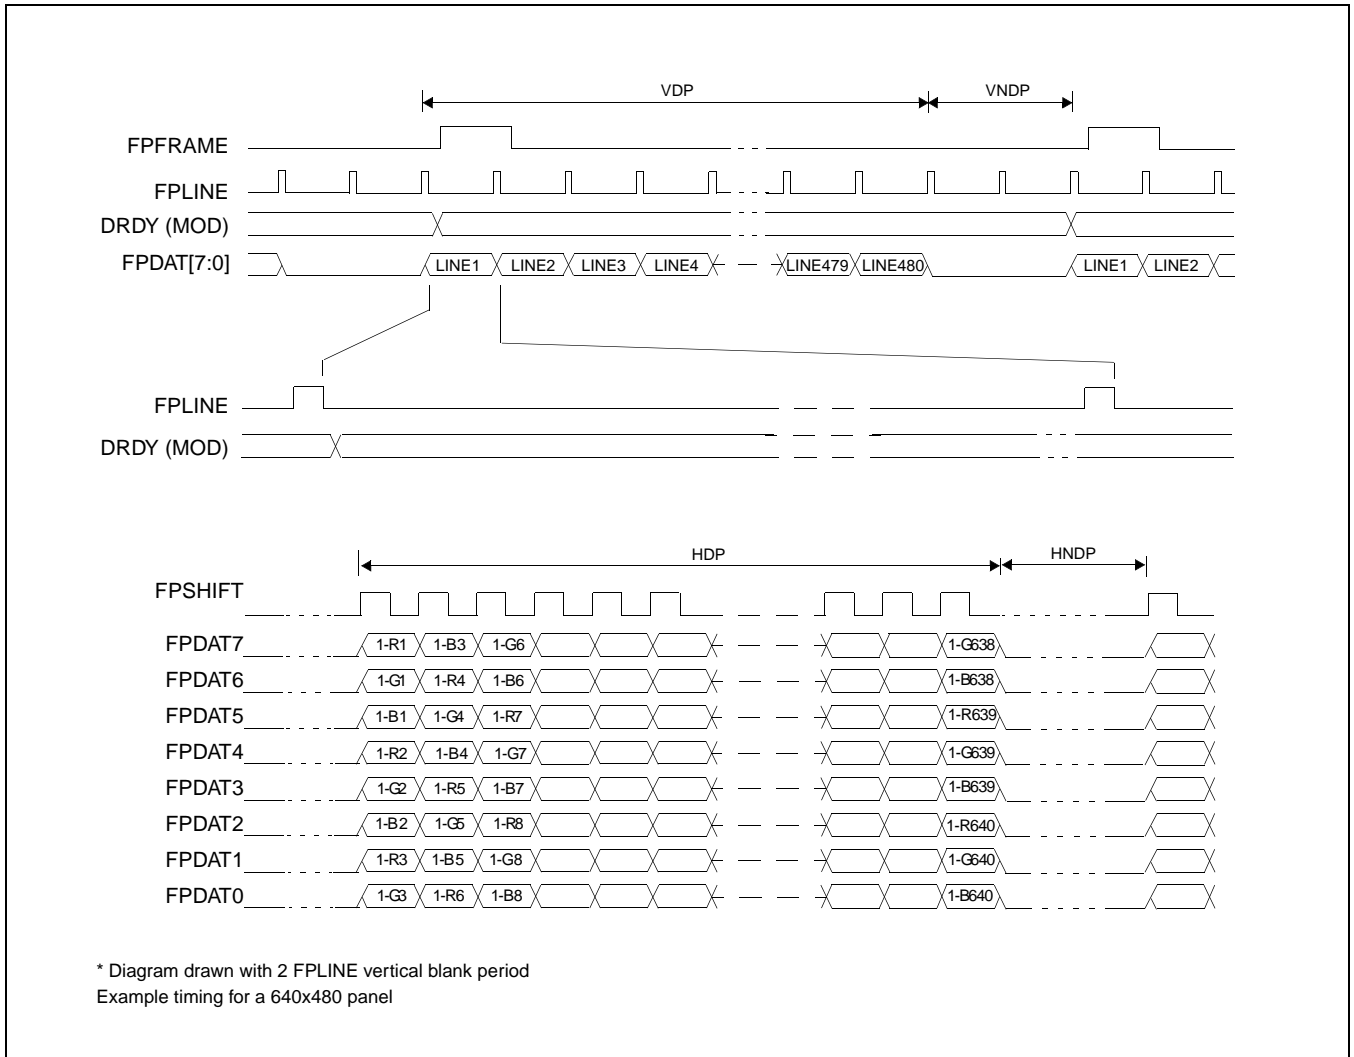 VDP VNDP
FPFRAME
FPLINE
DRDY (MOD)
FPDAT[7:0] LINE1 LINE2 LINE3 LINE4 LINE479 LINE480 LINE1 LINE2
FPLINE
DRDY (MOD)
HDP HNDP
FPSHIFT
FPDAT7 1-R1 1-B3 1-G6 1-G638
FPDAT6 1-G1 1-R4 1-B6 1-B638
FPDAT5 1-B1 1-G4 1-R7 1-R639
FPDAT4 1-R2 1-B4 1-G7 1-G639
FPDAT3 1-G2 1-R5 1-B7 1-B639
FPDAT2 1-B2 1-G5 1-R8 1-R640
FPDAT1 1-R3 1-B5 1-G8 1-G640
FPDAT0 1-G3 1-R6 1-B8 1-B640
* Diagram drawn with 2 FPLINE vertical blank period
Example timing for a 640x480 panel